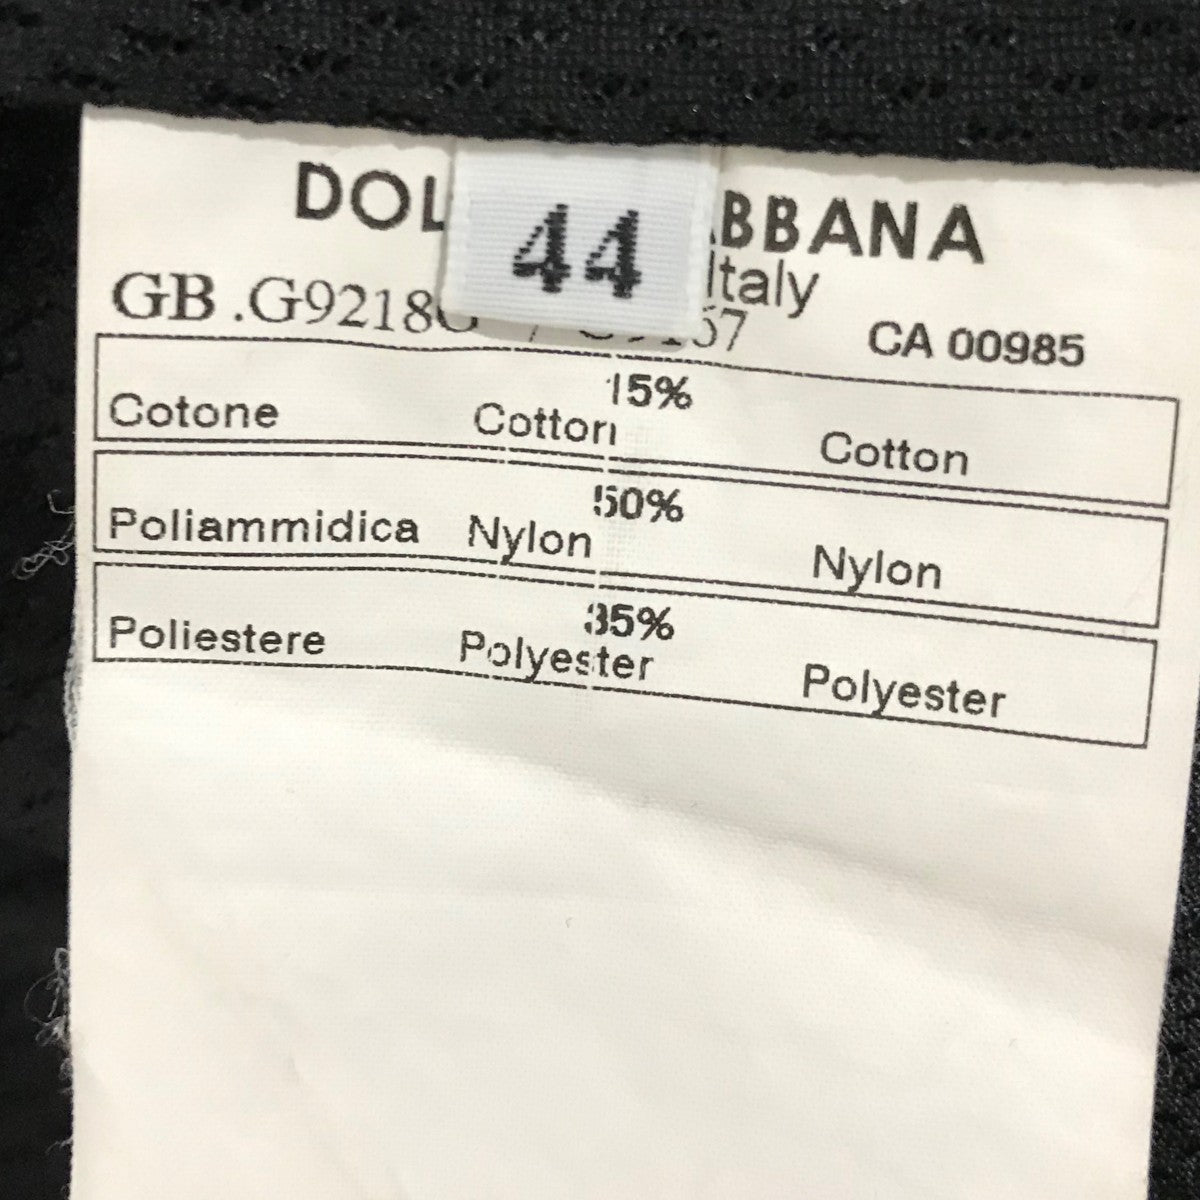 DOL BBANA
44
Italy
GB .G9218
CA 00985
15%
Cotone Cotton Cotton
50%
Poliammidica Nylon Nylon
35%
Poliestere Polyester Polyester